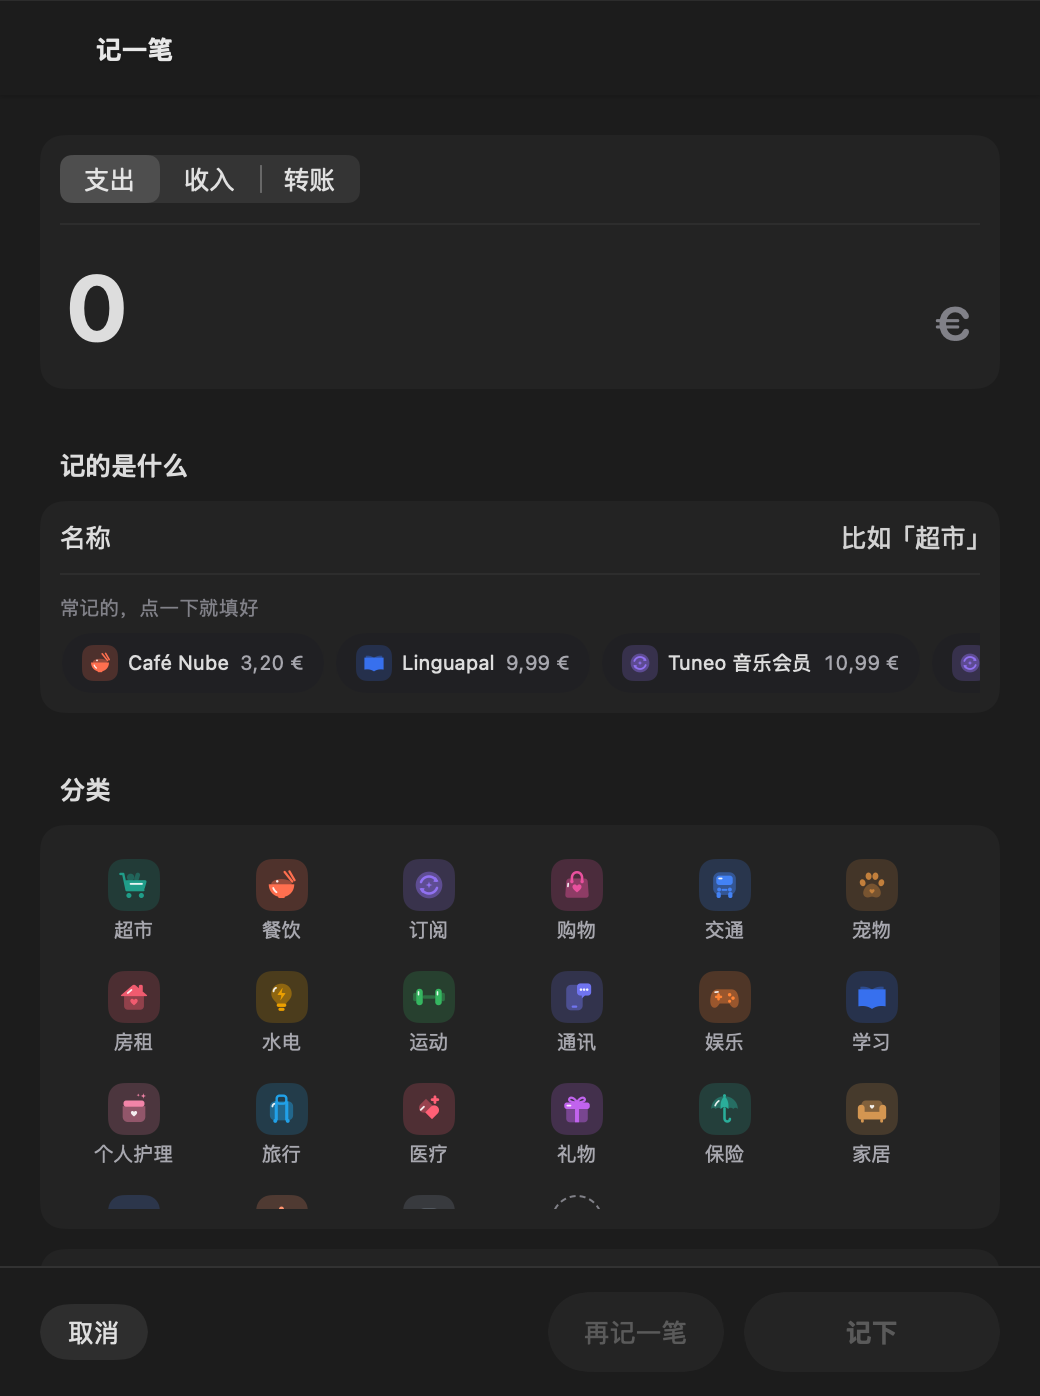 记一笔
支出 收入 转账
0 €
记的是什么
名称 比如「超市」
常记的，点一下就填好
Café Nube 3,20 € Linguapal 9,99 € Tuneo 音乐会员 10,99 €
分类
超市 餐饮 订阅 购物 交通 宠物
房租 水电 运动 通讯 娱乐 学习
个人护理 旅行 医疗 礼物 保险 家居
取消 再记一笔 记下